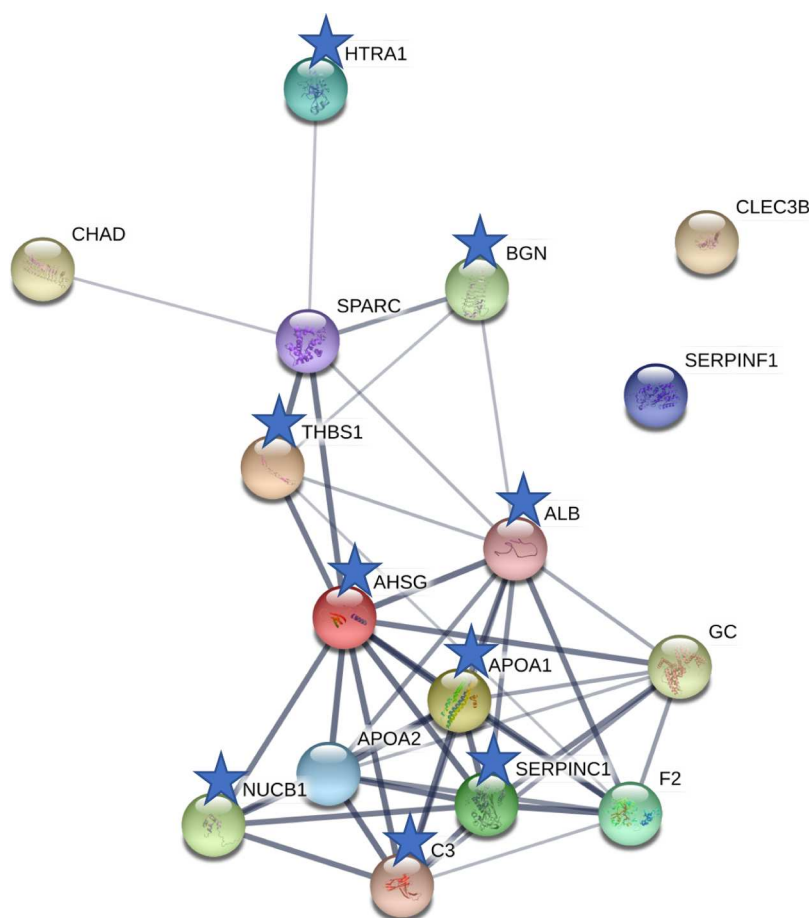 HTRA1
CLEC3B
CHAD
BGN
SPARC
SERPINF1
THBS1
ALB
AHSG
GC
APOA1
APOA2
SERPINC1
F2
NUCB1
C3